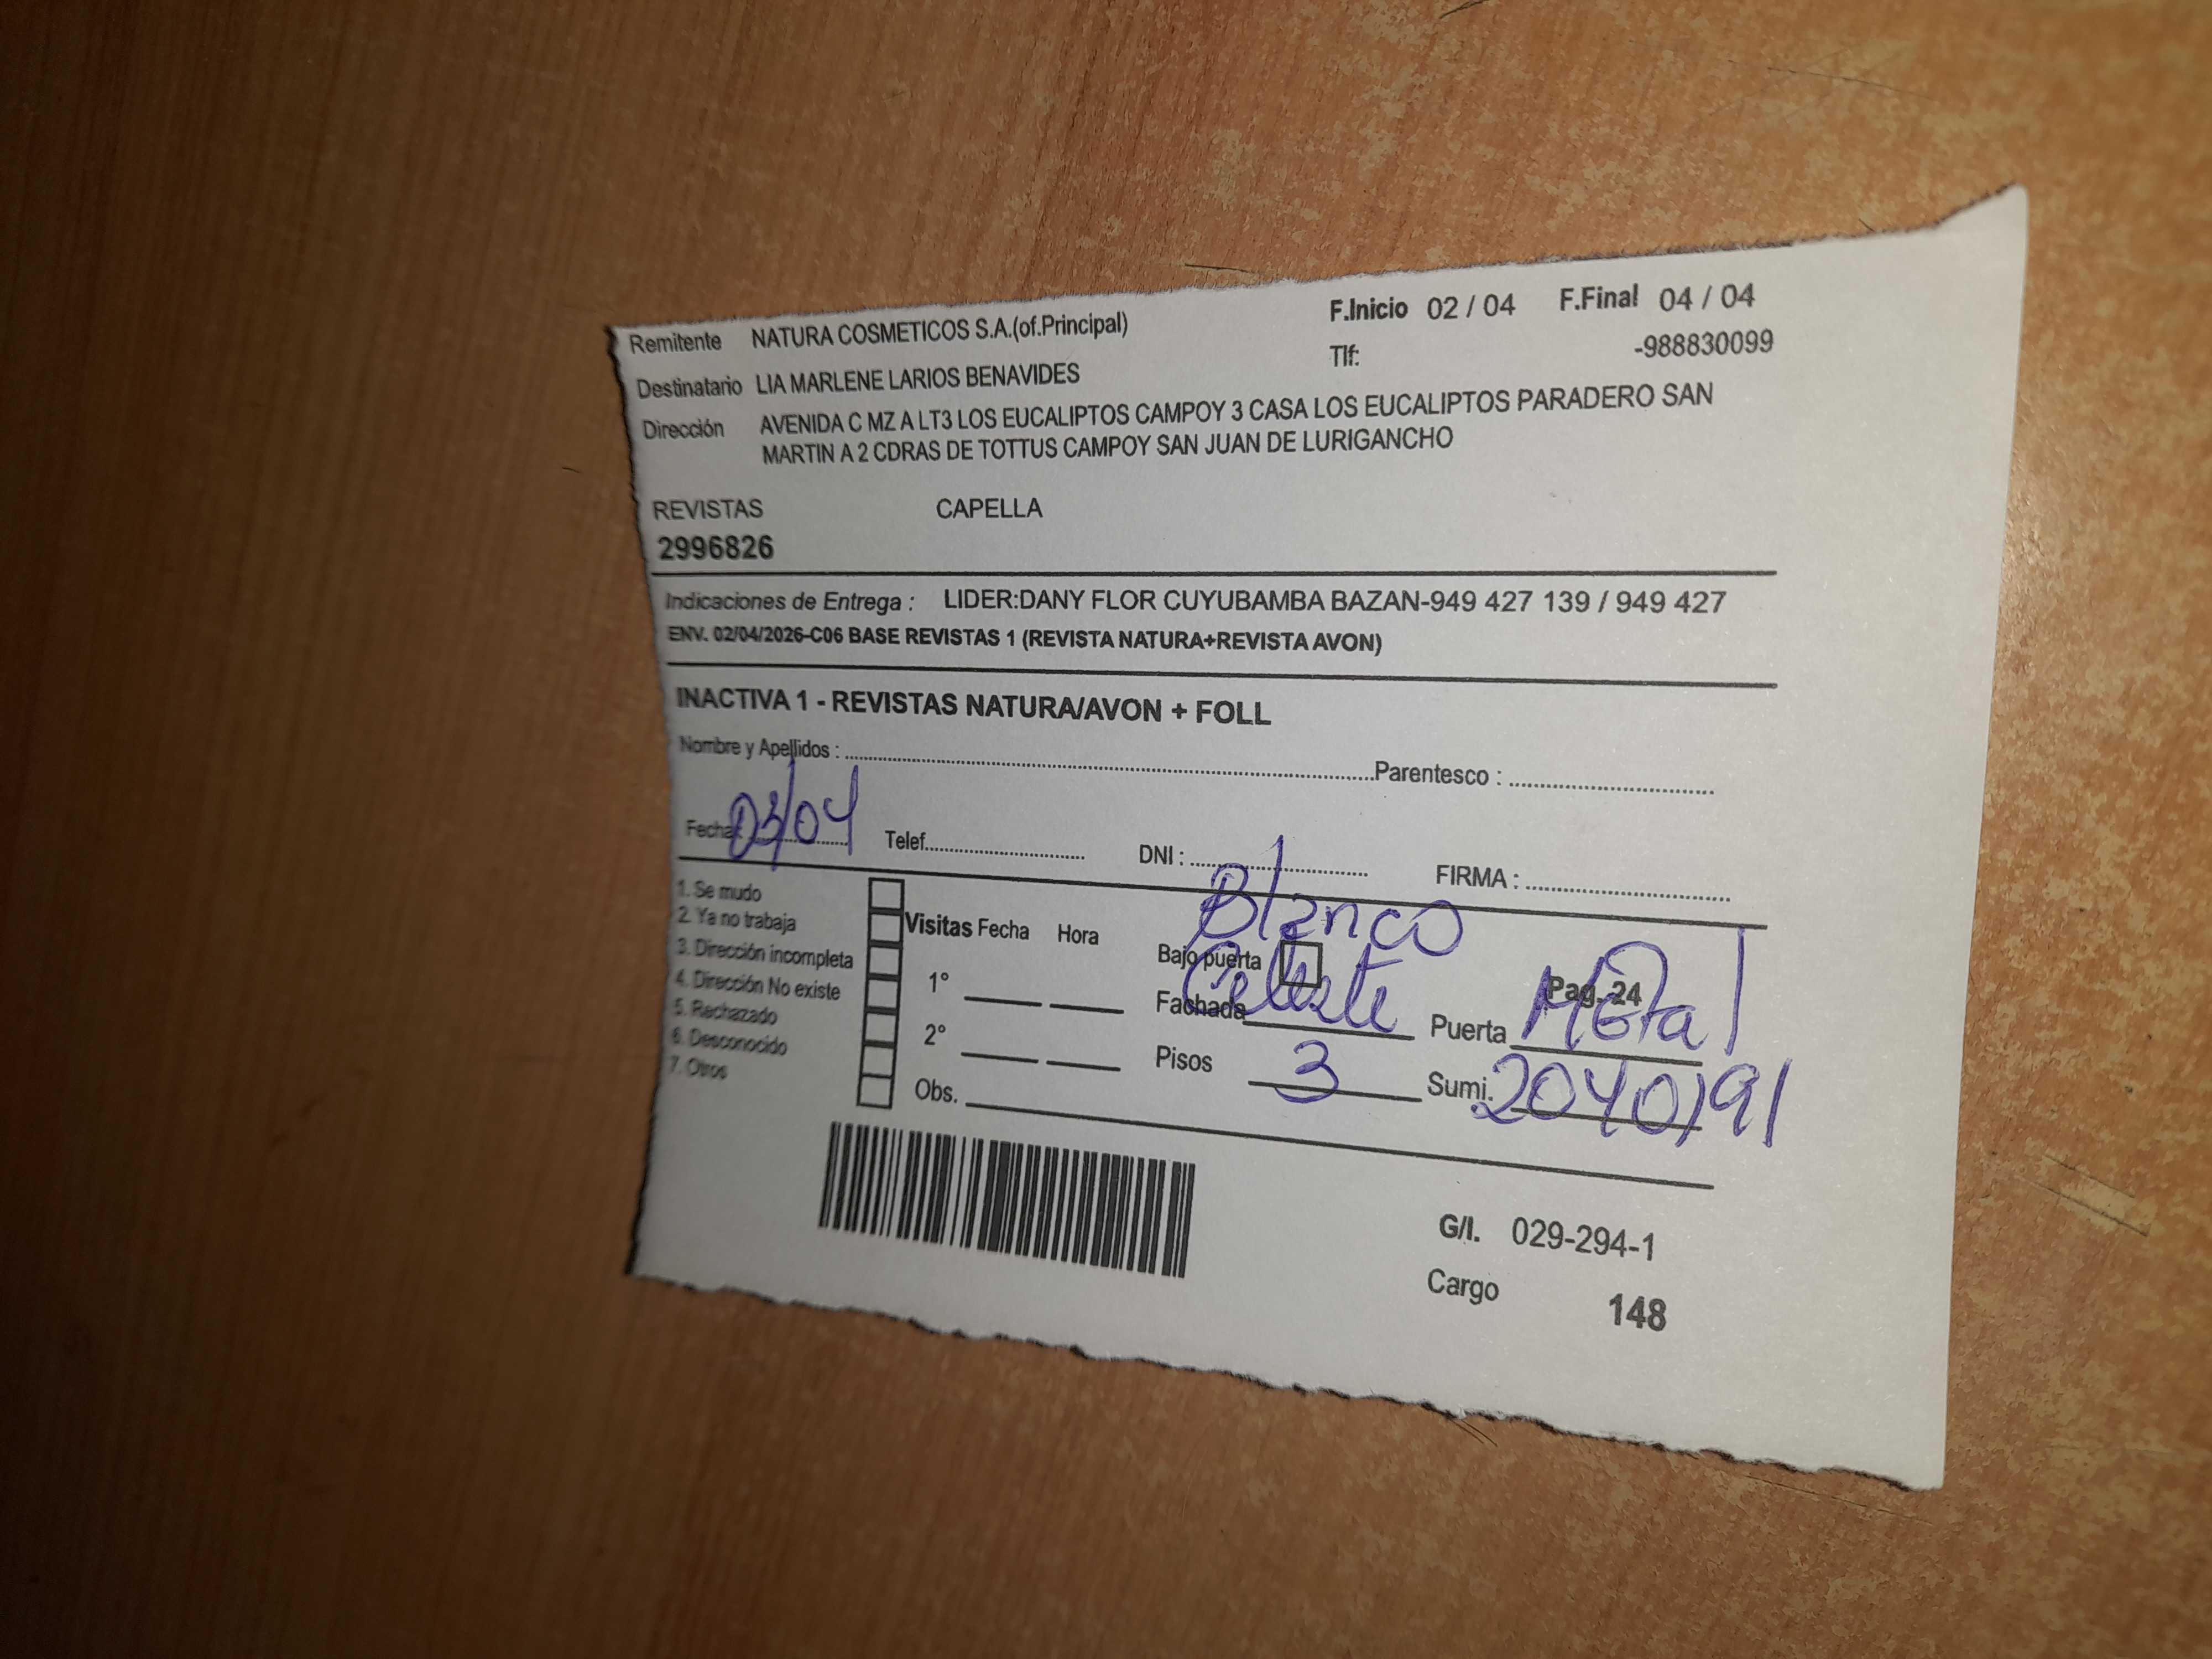 Remitente NATURA COSMETICOS S.A.(of.Principal) F.Inicio 02 / 04 F.Final 04 / 04
Tlf: -988830099
Destinatario LIA MARLENE LARIOS BENAVIDES
Dirección AVENIDA C MZ A LT3 LOS EUCALIPTOS CAMPOY 3 CASA LOS EUCALIPTOS PARADERO SAN
MARTIN A 2 CDRAS DE TOTTUS CAMPOY SAN JUAN DE LURIGANCHO
REVISTAS CAPELLA
2996826
Indicaciones de Entrega : LIDER:DANY FLOR CUYUBAMBA BAZAN-949 427 139 / 949 427
ENV. 02/04/2026-C06 BASE REVISTAS 1 (REVISTA NATURA+REVISTA AVON)
INACTIVA 1 - REVISTAS NATURA/AVON + FOLL
Nombre y Apellidos : Parentesco :
Fecha: 03/04 Telef. DNI : FIRMA :
1. Se mudo
2. Ya no trabaja
3. Dirección incompleta
4. Dirección No existe
5. Rechazado
6. Desconocido
7. Otros
Visitas Fecha Hora
1°
2°
Obs.
Blanco
Bajo puerta
Pag. 24
Fachada Celeste Puerta Metal
Pisos 3 Sumi. 2040191
G/I. 029-294-1
Cargo 148